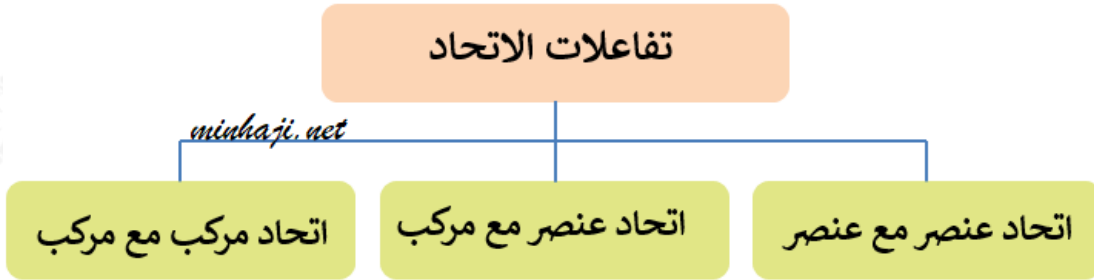 تفاعلات الاتحاد
minhaji.net
اتحاد عنصر مع عنصر
اتحاد عنصر مع مركب
اتحاد مركب مع مركب